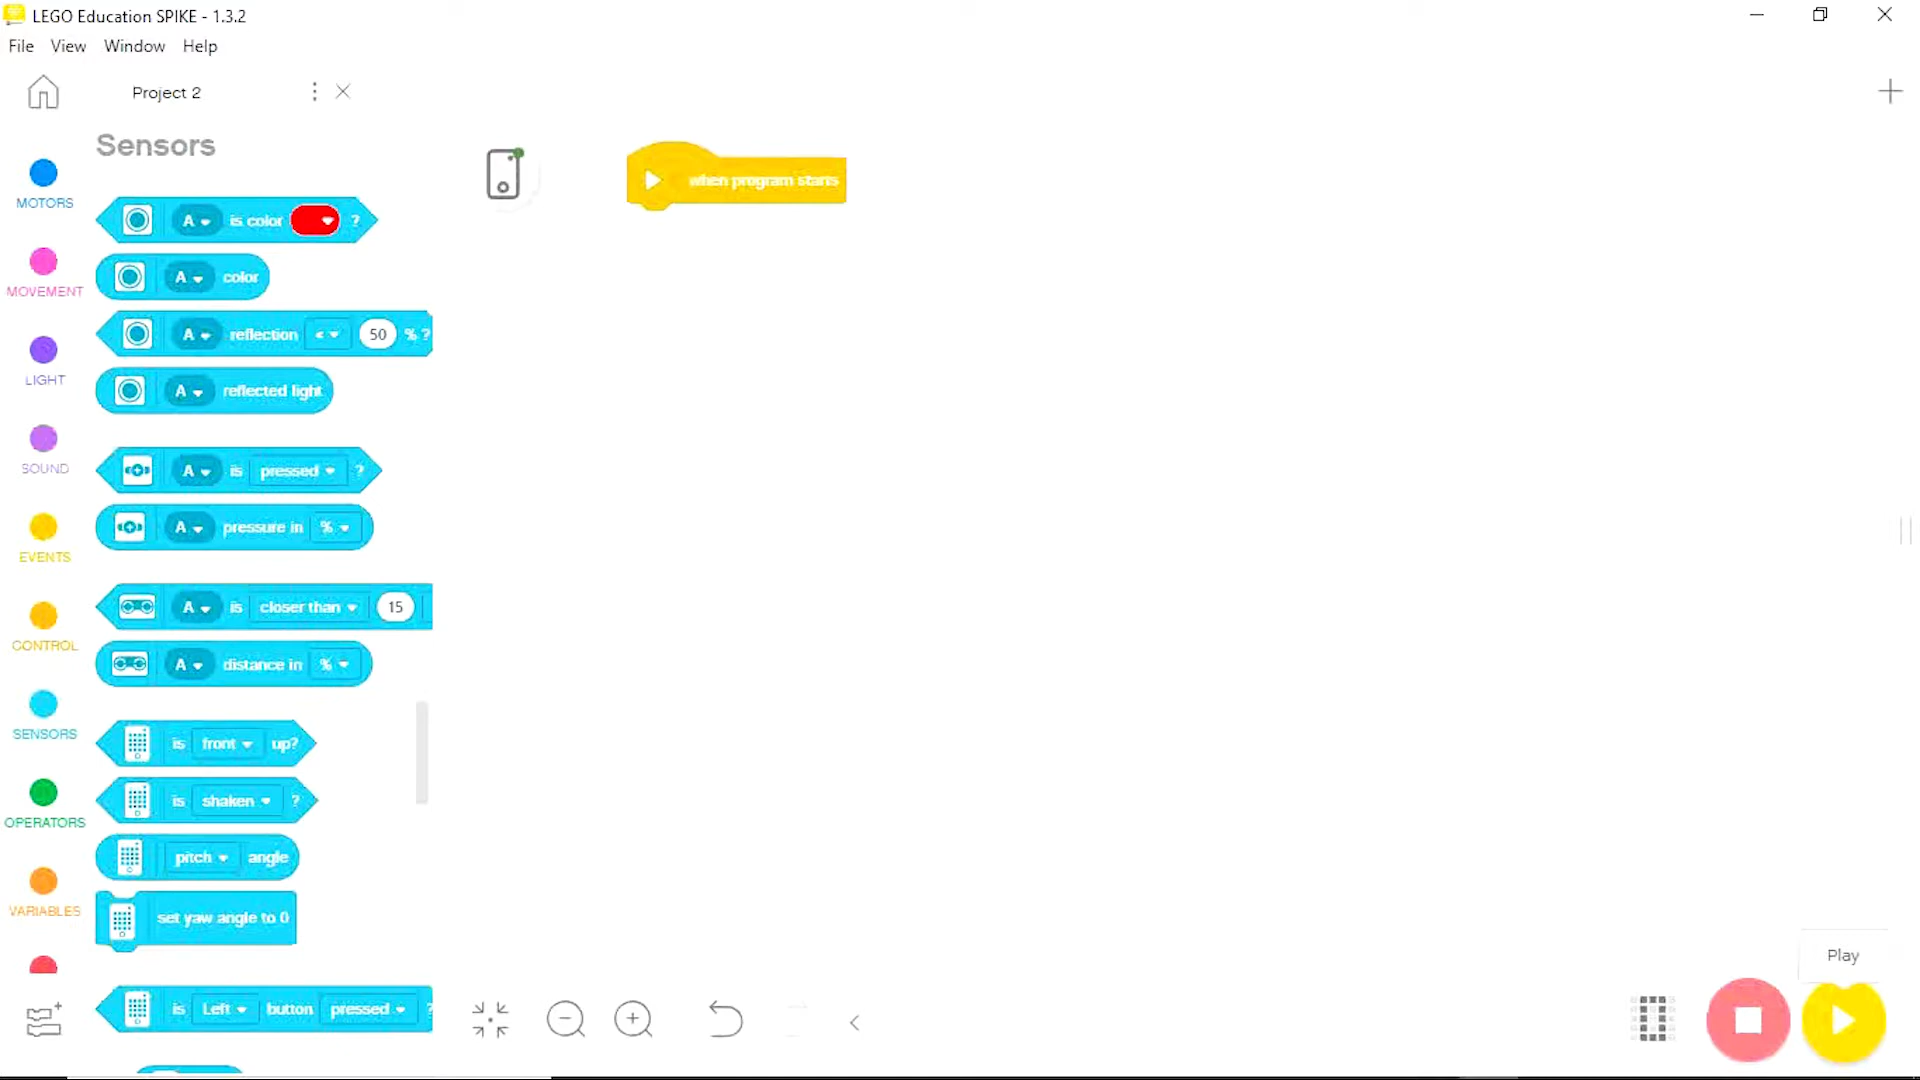 LEGO Education SPIKE - 1.3.2
File View Window Help
Project 2
Sensors
MOTORS
MOVEMENT
LIGHT
SOUND
EVENTS
CONTROL
SENSORS
OPERATORS
VARIABLES
A is color ?
A color
A reflection < 50 % ?
A reflected light
A is pressed ?
A pressure in %
A is closer than 15
A distance in %
is front up?
is shaken ?
pitch angle
set yaw angle to 0
is Left button pressed ?
when program starts
Play